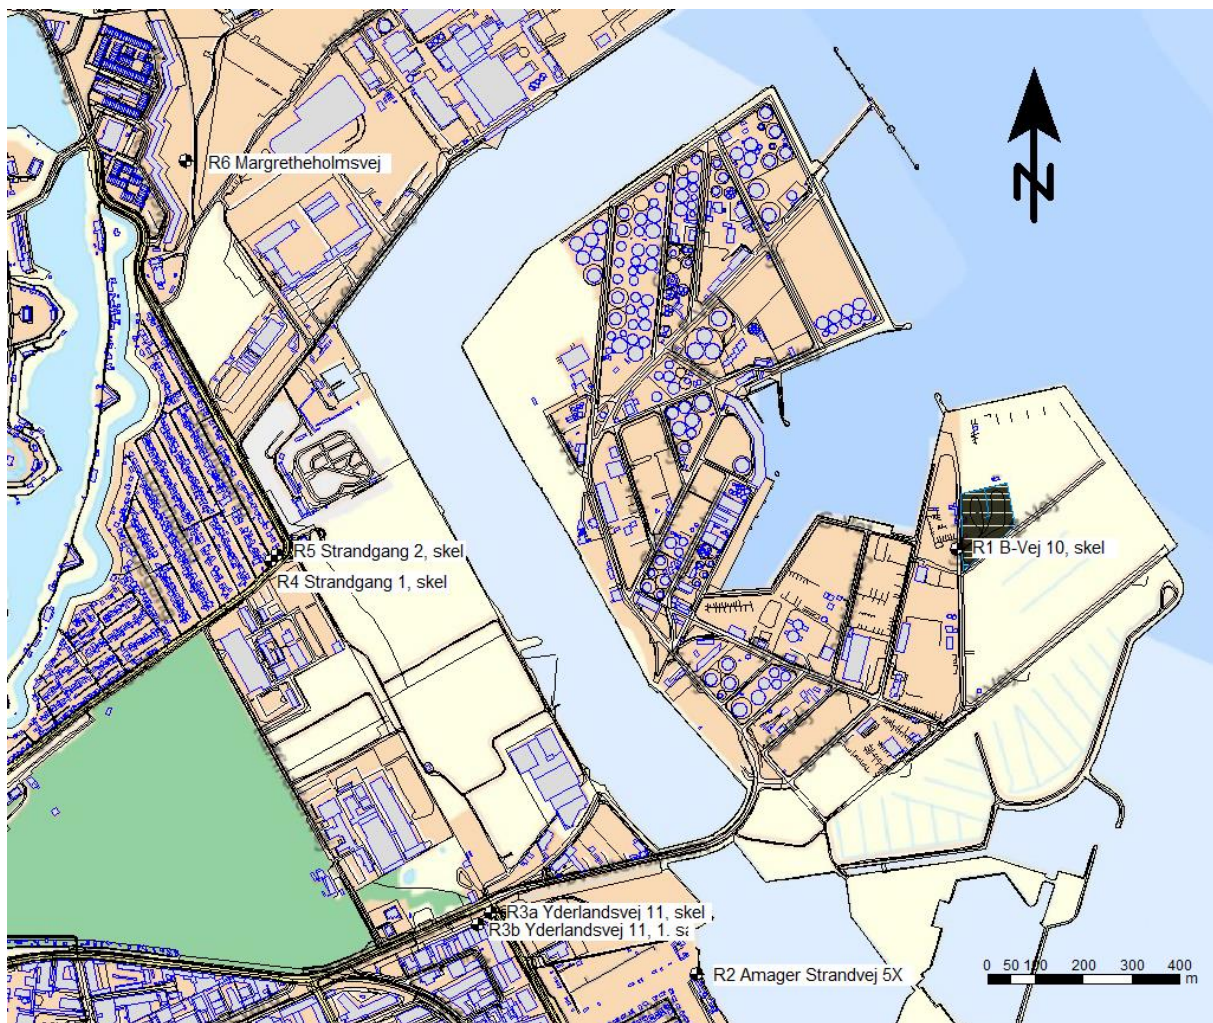 N
R6 Margretheholmsvej
R5 Strandgang 2, skel
R1 B-Vej 10, skel
R4 Strandgang 1, skel
R3a Yderlandsvej 11, skel
R3b Yderlandsvej 11, 1. sa
R2 Amager Strandvej 5X
0 50 100 200 300 400
m